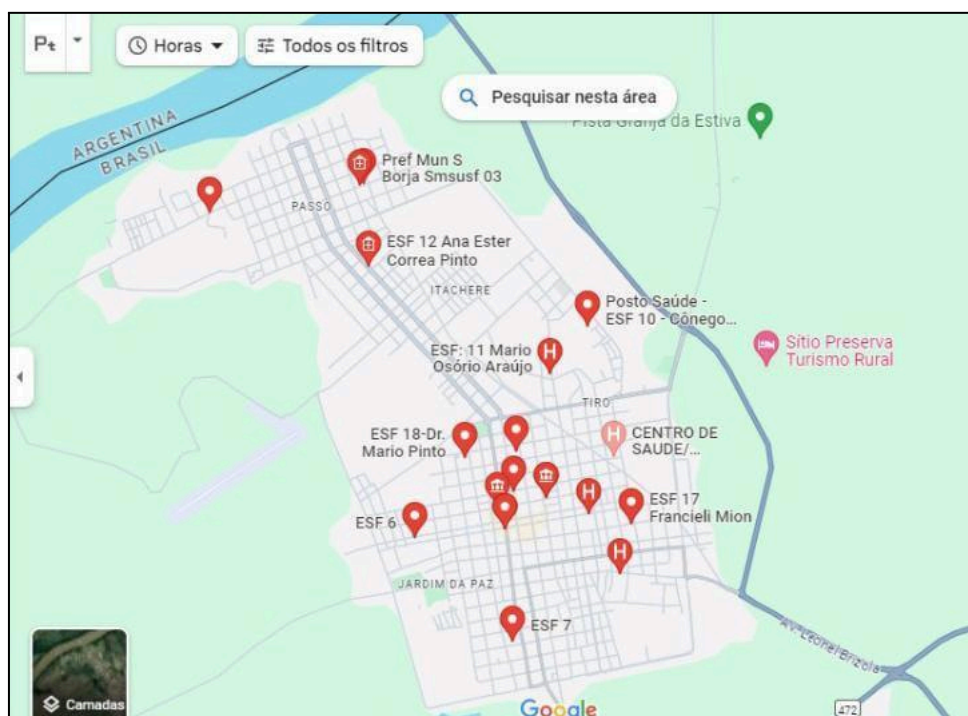 Pt
Horas
Todos os filtros
Pesquisar nesta área
Pista Granja da Estiva
ARGENTINA
BRASIL
Pref Mun S
Borja Smsusf 03
PASSO
ESF 12 Ana Ester
Correa Pinto
ITACHERE
Posto Saúde -
ESF 10 - Cônego...
ESF: 11 Mario
Osório Araújo
Sítio Preserva
Turismo Rural
TIRO
ESF 18-Dr.
Mario Pinto
CENTRO DE
SAUDE/...
ESF 17
Francieli Mion
ESF 6
JARDIM DA PAZ
ESF 7
Av. Leonel Brizola
Camadas
Google
472